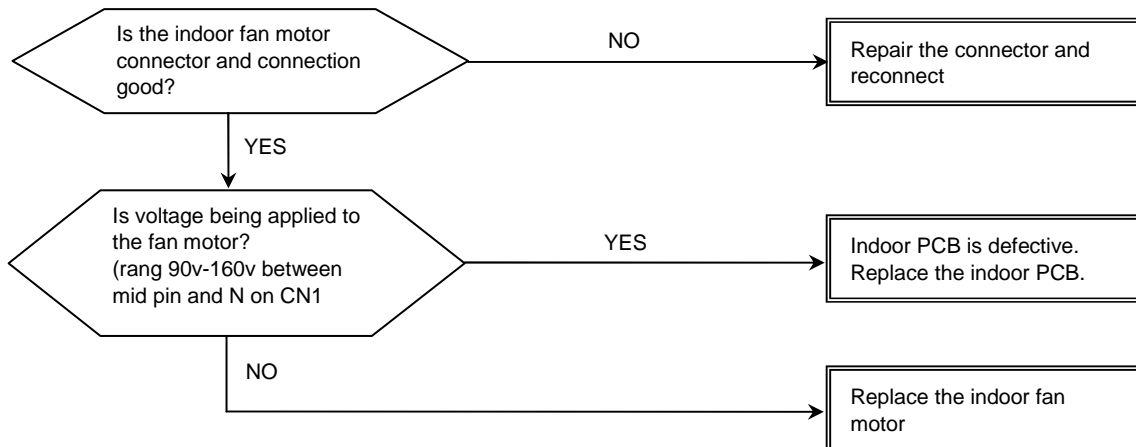 Is the indoor fan motor
connector and connection
good?
NO
Repair the connector and
reconnect
YES
Is voltage being applied to
the fan motor?
(rang 90v-160v between
mid pin and N on CN1
YES
Indoor PCB is defective.
Replace the indoor PCB.
NO
Replace the indoor fan
motor